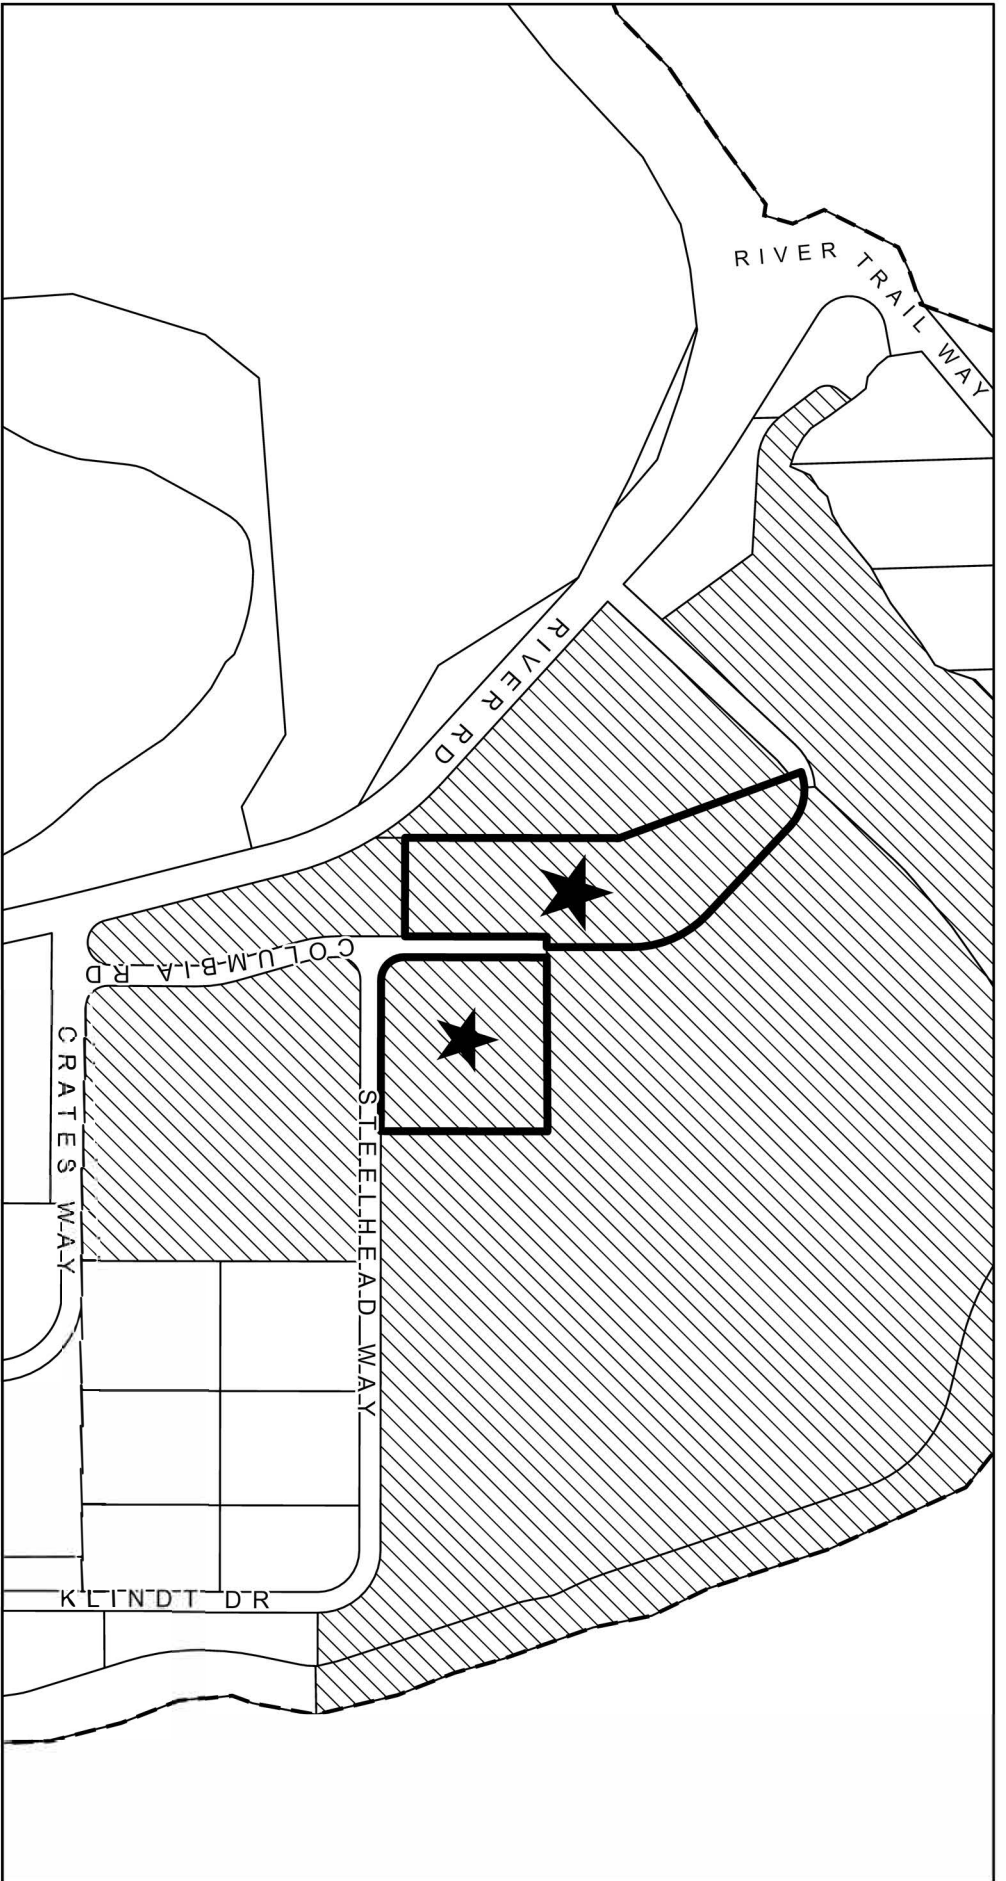 RIVER TRAIL WAY
RIVER RD
COLUMBIA RD
CRATES WAY
STEELHEAD WAY
KLINDT DR